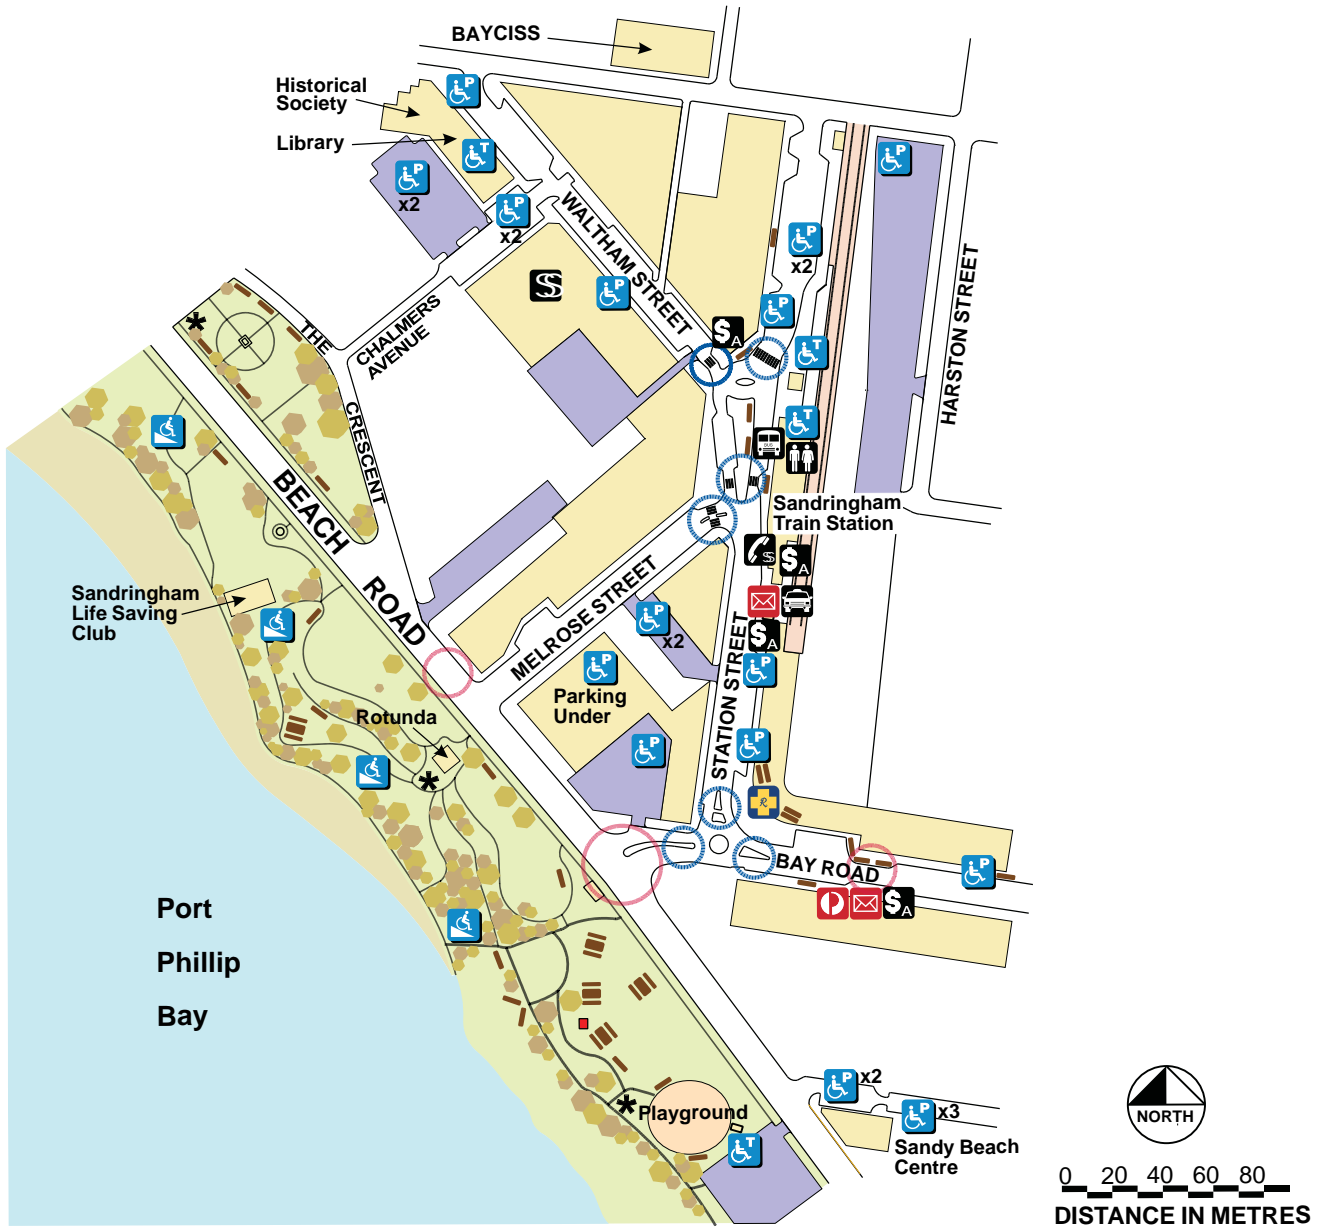 BAYCISS
Historical
Society
Library
P
T
P
x2
P
x2
P
WALTHAM STREET
P
x2
P
S
P
$A
T
HARSTON STREET
CHALMERS
AVENUE
THE
CRESCENT
T
BUS
BEACH
ROAD
Sandringham
Train Station
S
$A
Sandringham
Life Saving
Club
MELROSE STREET
P
x2
$A
STATION STREET
P
P
Parking
Under
Rotunda
P
P
BAY ROAD
P
$A
Port
Phillip
Bay
P
x2
P
x3
Sandy Beach
Centre
Playground
T
NORTH
0 20 40 60 80
DISTANCE IN METRES